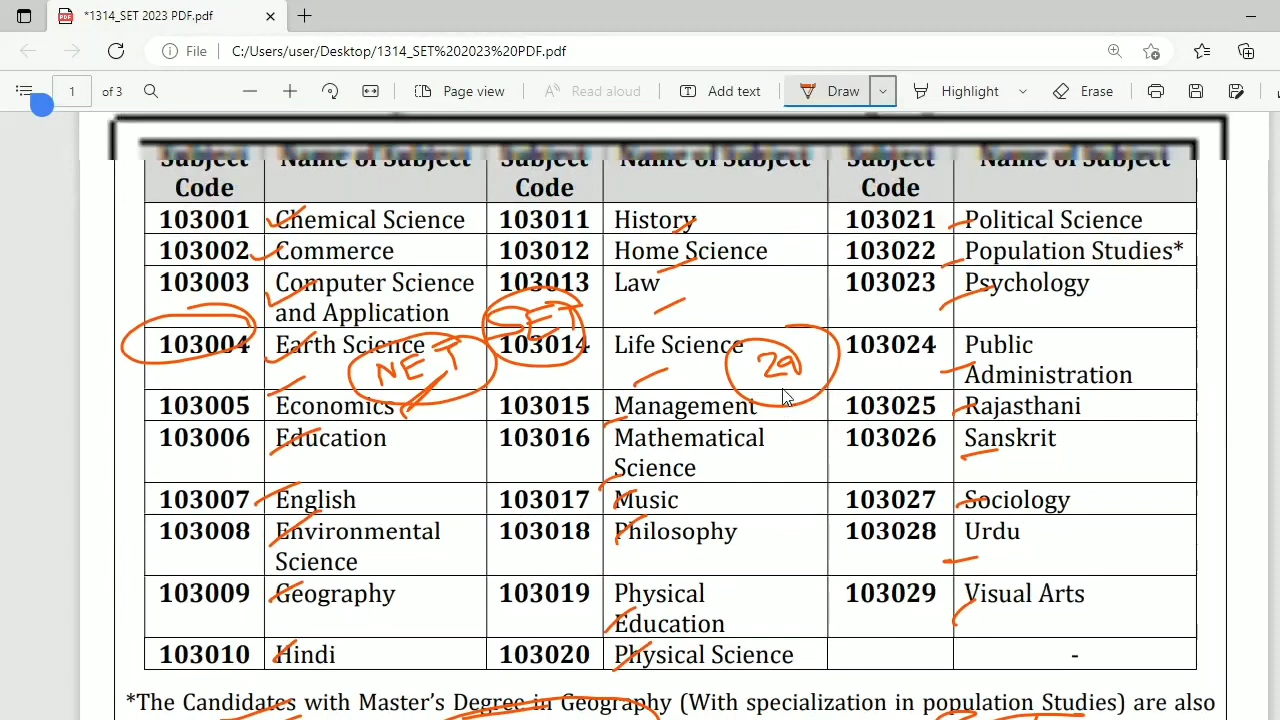 *1314_SET 2023 PDF.pdf
File
C:/Users/user/Desktop/1314_SET%202023%20PDF.pdf
1 of 3 Page view Read aloud Add text Draw Highlight Erase
Subject Code Name of Subject Subject Code Name of Subject Subject Code Name of Subject
103001 Chemical Science 103011 History 103021 Political Science
103002 Commerce 103012 Home Science 103022 Population Studies*
103003 Computer Science and Application 103013 Law 103023 Psychology
SET
103004 Earth Science 103014 Life Science 103024 Public Administration
NET
29
103005 Economics 103015 Management 103025 Rajasthani
103006 Education 103016 Mathematical Science 103026 Sanskrit
103007 English 103017 Music 103027 Sociology
103008 Environmental Science 103018 Philosophy 103028 Urdu
103009 Geography 103019 Physical Education 103029 Visual Arts
103010 Hindi 103020 Physical Science -
*The Candidates with Master's Degree in Geography (With specialization in population Studies) are also